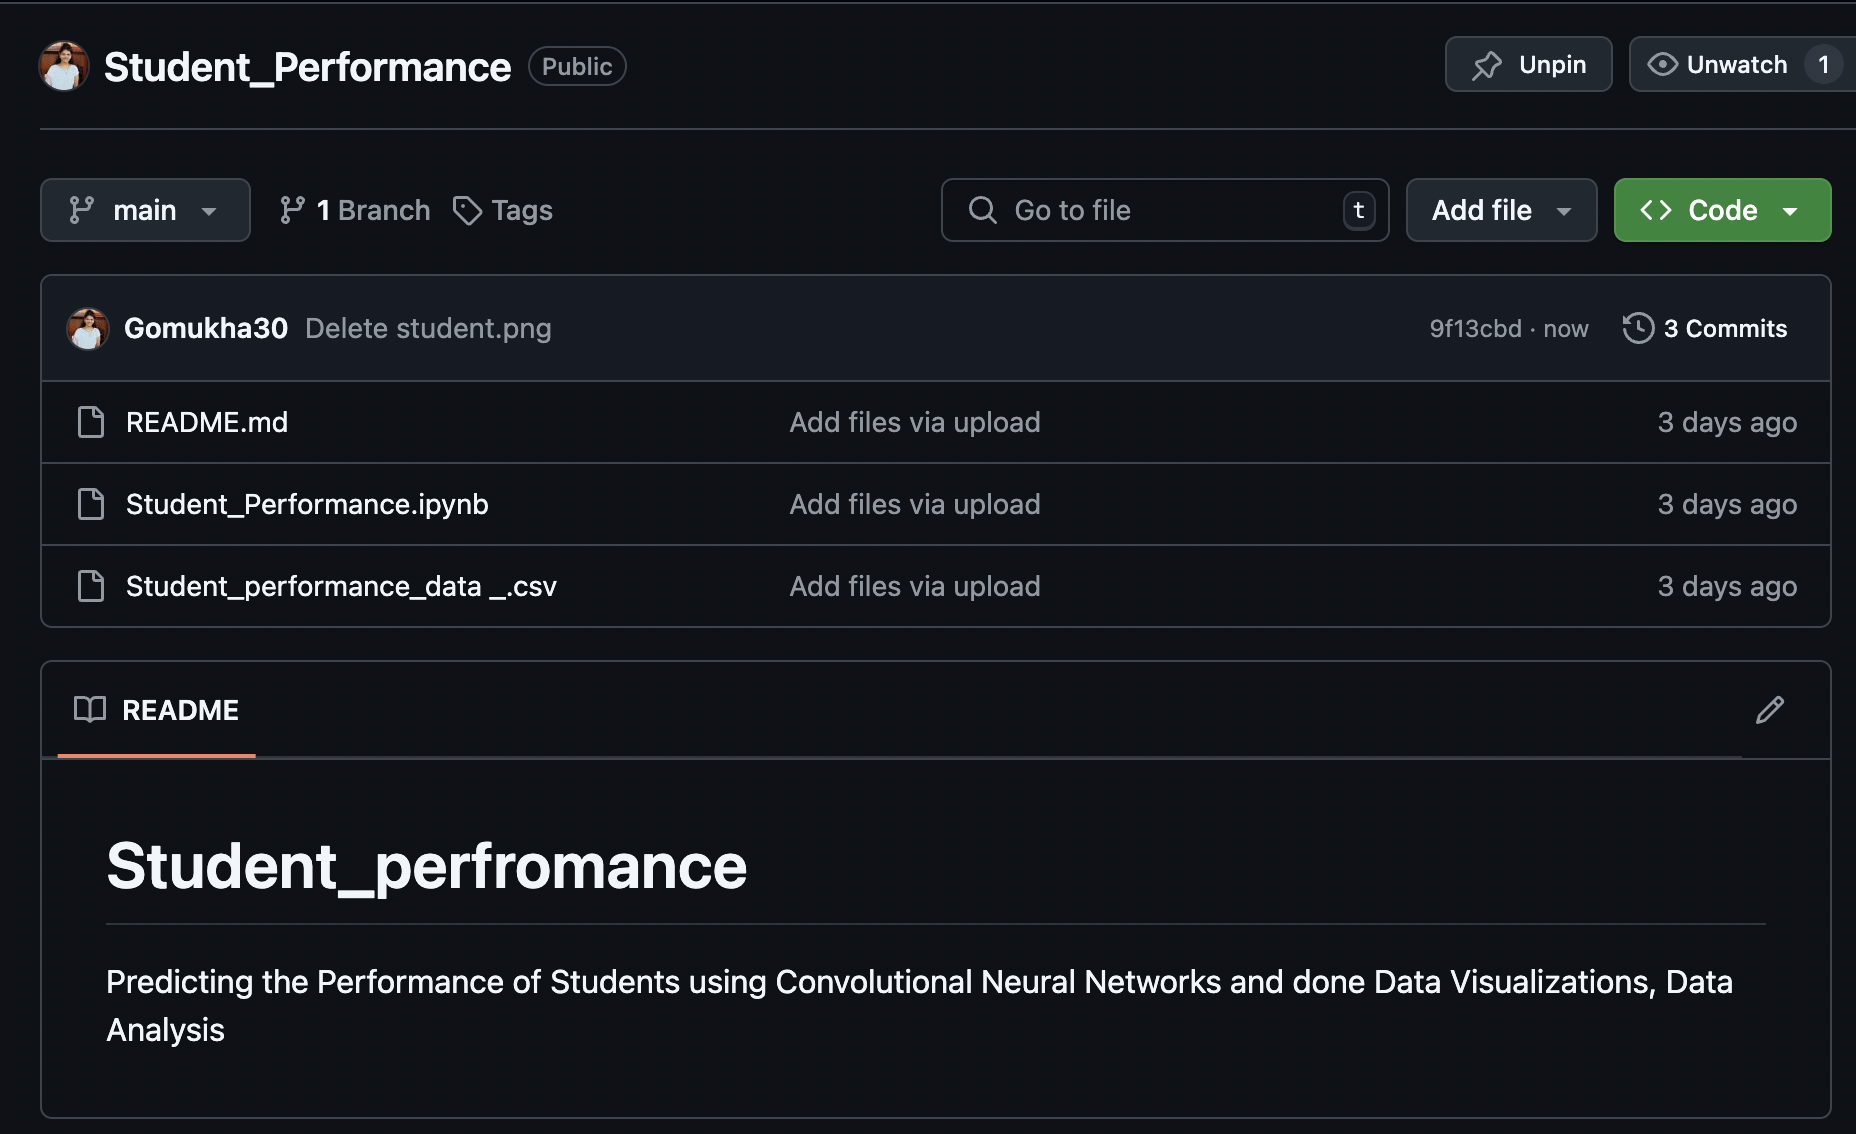 Student_Performance Public Unpin Unwatch 1
main 1 Branch Tags Go to file t Add file Code
Gomukha30 Delete student.png 9f13cbd · now 3 Commits
README.md Add files via upload 3 days ago
Student_Performance.ipynb Add files via upload 3 days ago
Student_performance_data _.csv Add files via upload 3 days ago
README
Student_perfromance
Predicting the Performance of Students using Convolutional Neural Networks and done Data Visualizations, Data
Analysis